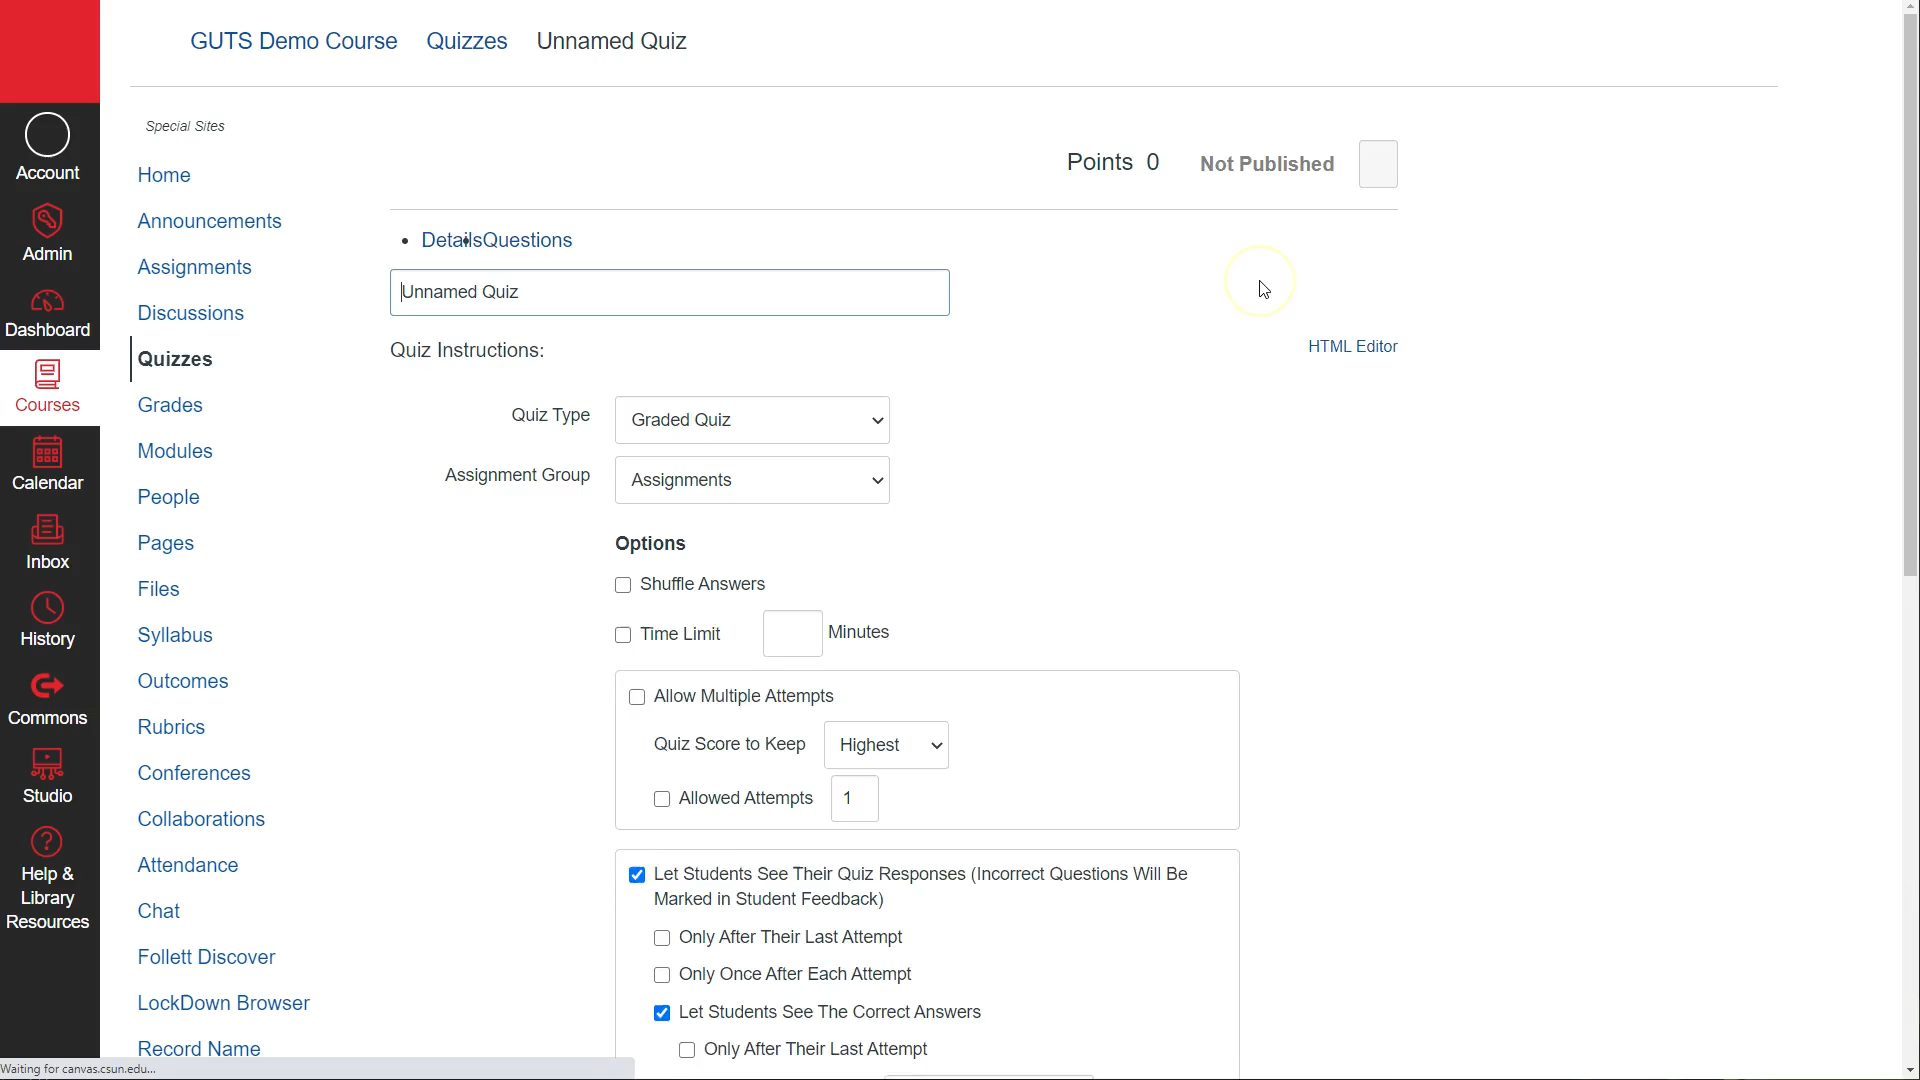 GUTS Demo Course Quizzes Unnamed Quiz
Account
Admin
Dashboard
Courses
Calendar
Inbox
History
Commons
Studio
Help &
Library
Resources
Special Sites
Home
Announcements
Assignments
Discussions
Quizzes
Grades
Modules
People
Pages
Files
Syllabus
Outcomes
Rubrics
Conferences
Collaborations
Attendance
Chat
Follett Discover
LockDown Browser
Record Name
Points 0 Not Published
Details Questions
Unnamed Quiz
Quiz Instructions: HTML Editor
Quiz Type Graded Quiz
Assignment Group Assignments
Options
Shuffle Answers
Time Limit Minutes
Allow Multiple Attempts
Quiz Score to Keep Highest
Allowed Attempts 1
Let Students See Their Quiz Responses (Incorrect Questions Will Be
Marked in Student Feedback)
Only After Their Last Attempt
Only Once After Each Attempt
Let Students See The Correct Answers
Only After Their Last Attempt
Waiting for canvas.csun.edu...